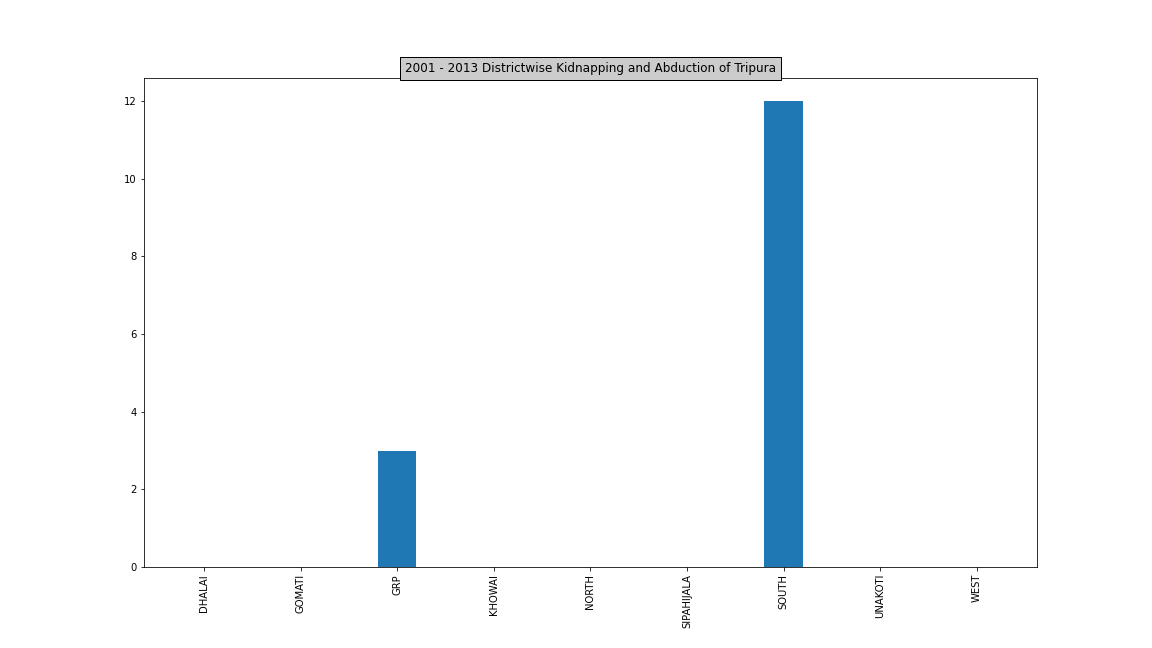 2001 - 2013 Districtwise Kidnapping and Abduction of Tripura
12
10
8
6
4
2
0
DHALAI
GOMATI
GRP
KHOWAI
NORTH
SIPAHIJALA
SOUTH
UNAKOTI
WEST